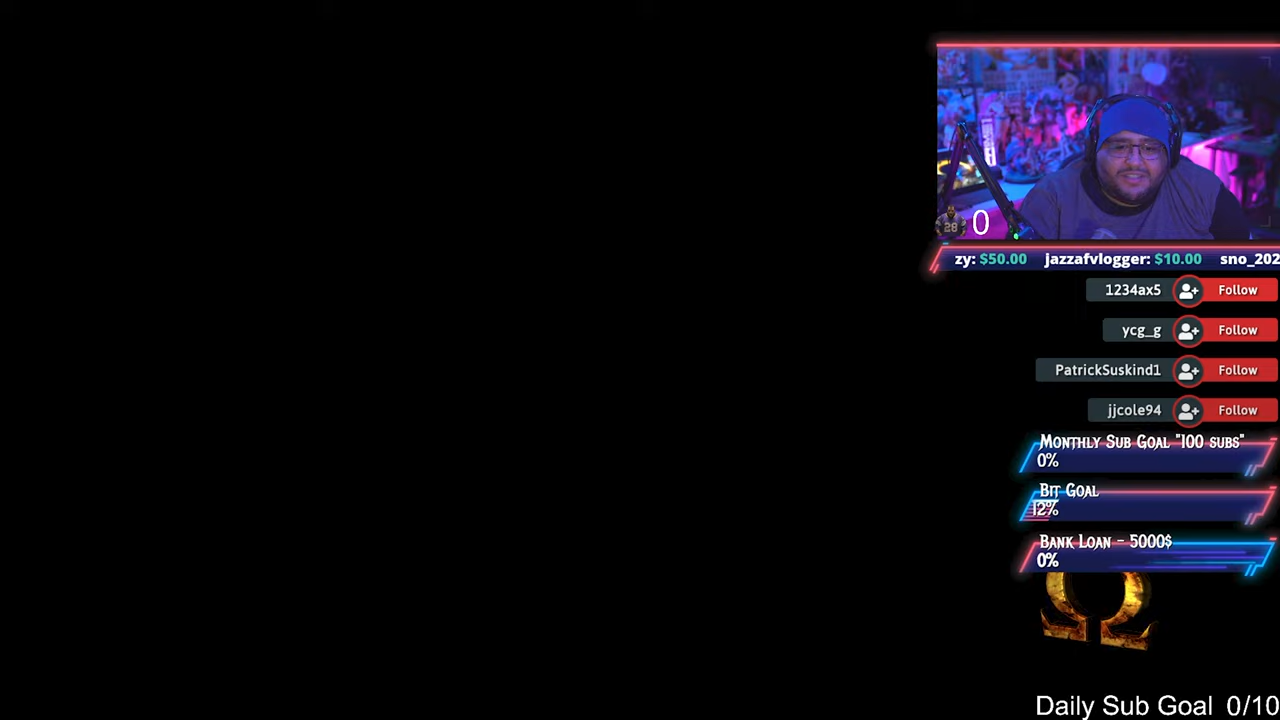 28
0
zy: $50.00 jazzafvlogger: $10.00 sno_202
1234ax5 Follow
ycg_g Follow
PatrickSuskind1 Follow
jjcole94 Follow
Monthly Sub Goal "100 subs"
0%
Bit Goal
12%
Bank Loan - 5000$
0%
Ω
Daily Sub Goal 0/10